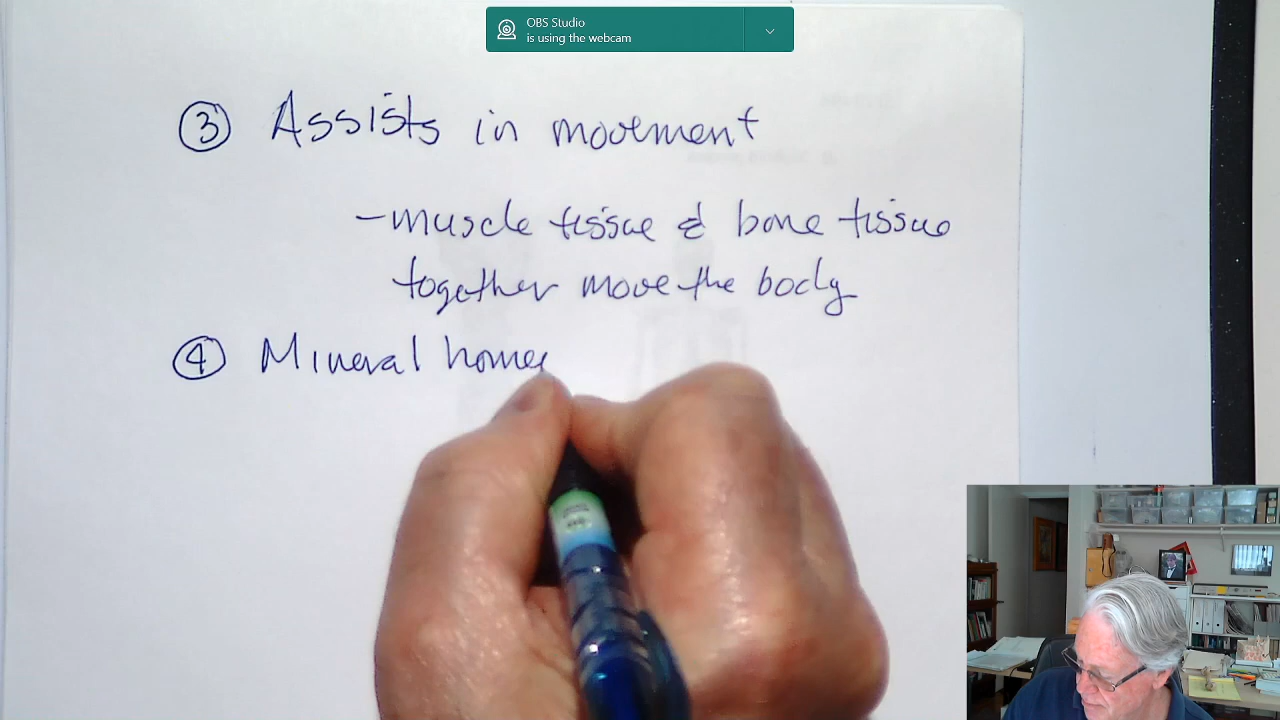 OBS Studio
is using the webcam
③ Assists in movement
- muscle tissue & bone tissue
together move the body
④ Mineral homeo